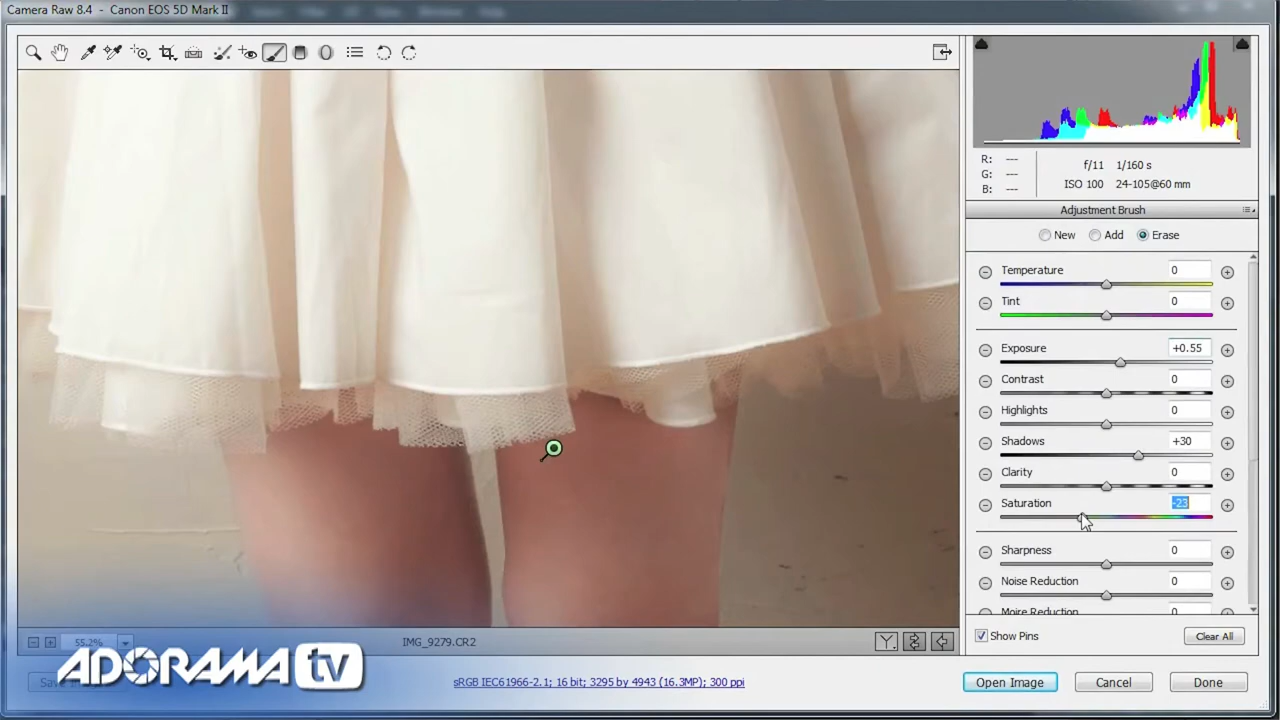 Camera Raw 8.4 - Canon EOS 5D Mark II
R: ---
G: ---
B: ---
f/11 1/160 s
ISO 100 24-105@60 mm
Adjustment Brush
New Add Erase
Temperature 0
Tint 0
Exposure +0.55
Contrast 0
Highlights 0
Shadows +30
Clarity 0
Saturation -23
Sharpness 0
Noise Reduction 0
Moire Reduction 0
Show Pins Clear All
55.2% IMG_9279.CR2
ADORAMA tv
sRGB IEC61966-2.1; 16 bit; 3295 by 4943 (16.3MP); 300 ppi
Open Image Cancel Done